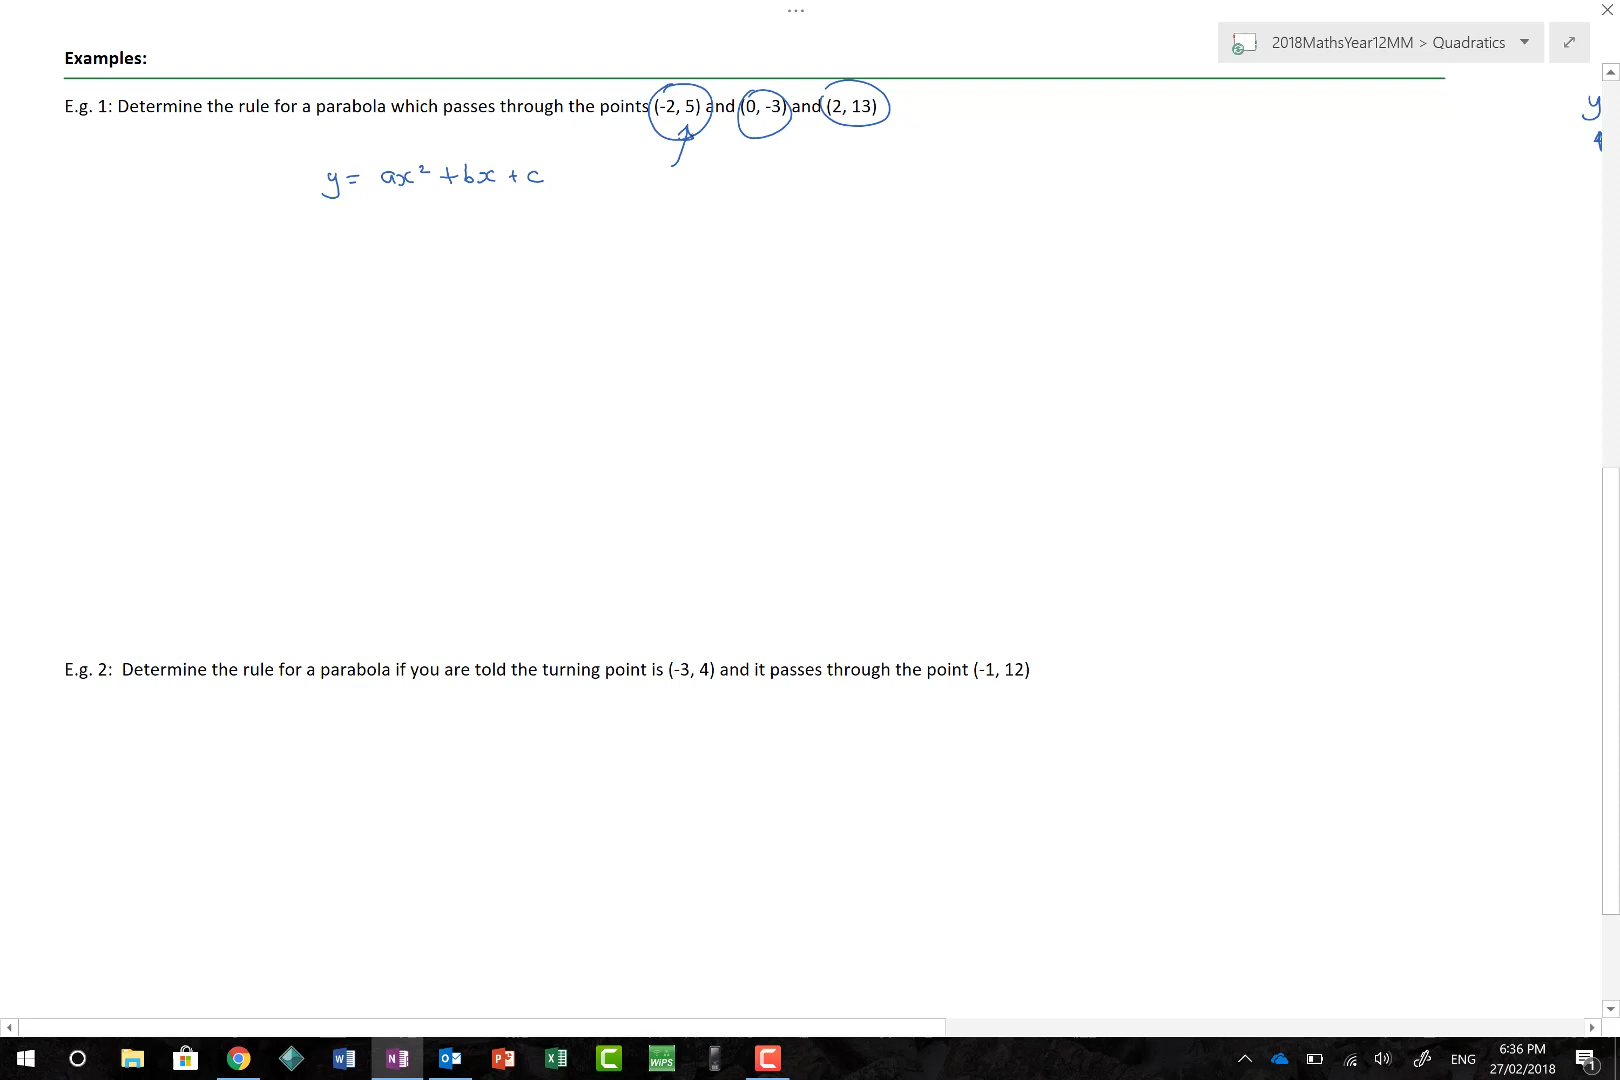 2018MathsYear12MM > Quadratics
Examples:
E.g. 1: Determine the rule for a parabola which passes through the points (-2, 5) and (0, -3) and (2, 13)
y
y = ax² + bx + c
E.g. 2: Determine the rule for a parabola if you are told the turning point is (-3, 4) and it passes through the point (-1, 12)
WiPS
ENG
6:36 PM
27/02/2018
1